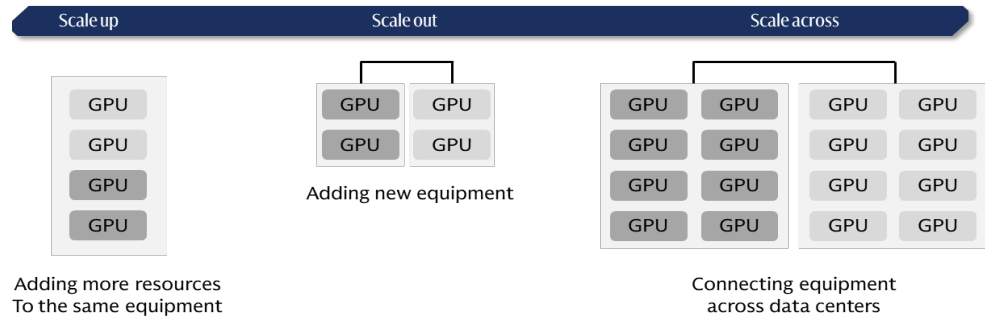 Scale up
Scale out
Scale across
GPU
GPU
GPU
GPU
Adding more resources
To the same equipment
GPU GPU
GPU GPU
Adding new equipment
GPU GPU GPU GPU
GPU GPU GPU GPU
GPU GPU GPU GPU
GPU GPU GPU GPU
Connecting equipment
across data centers